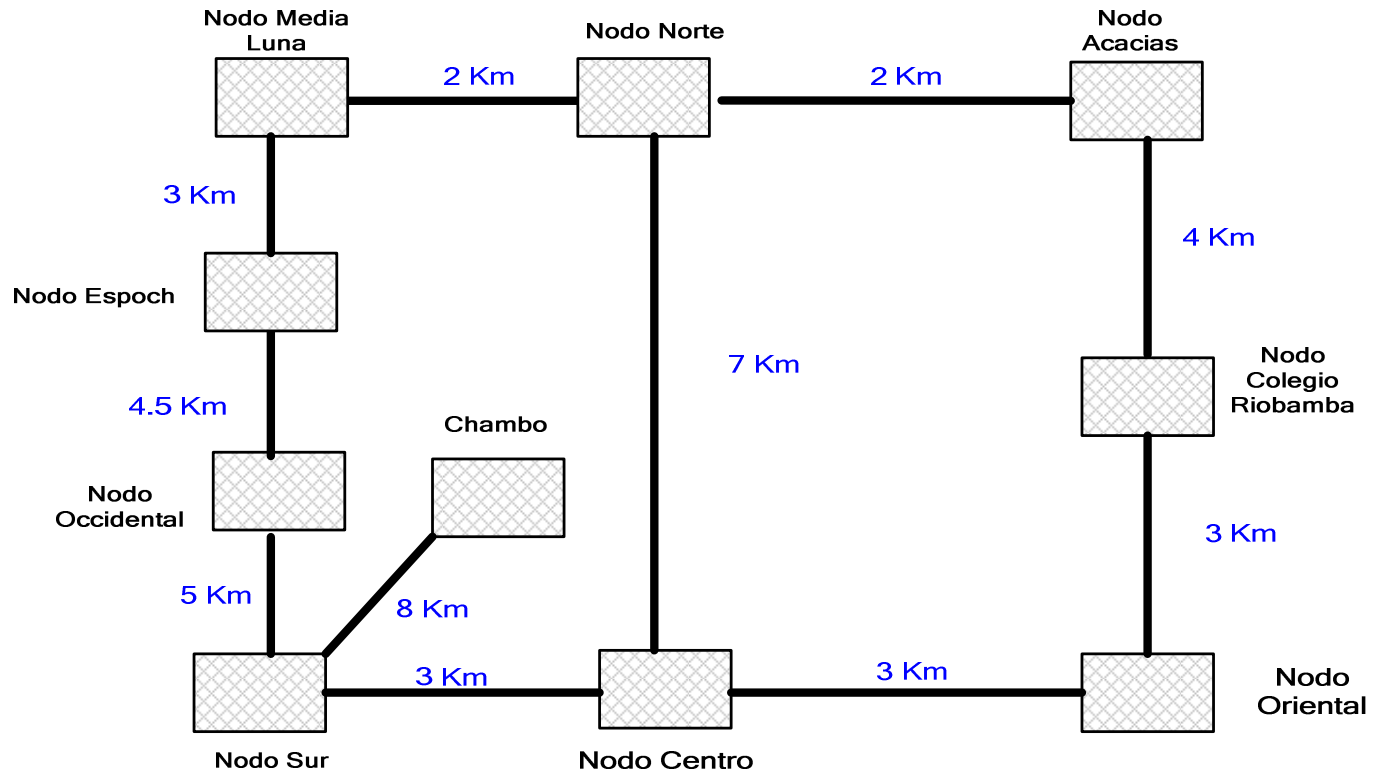 Nodo Media
Luna
Nodo Norte
Nodo
Acacias
2 Km
2 Km
3 Km
4 Km
Nodo Espoch
7 Km
Nodo
Colegio
Riobamba
4.5 Km
Chambo
Nodo
Occidental
3 Km
5 Km
8 Km
3 Km
3 Km
Nodo
Oriental
Nodo Sur
Nodo Centro